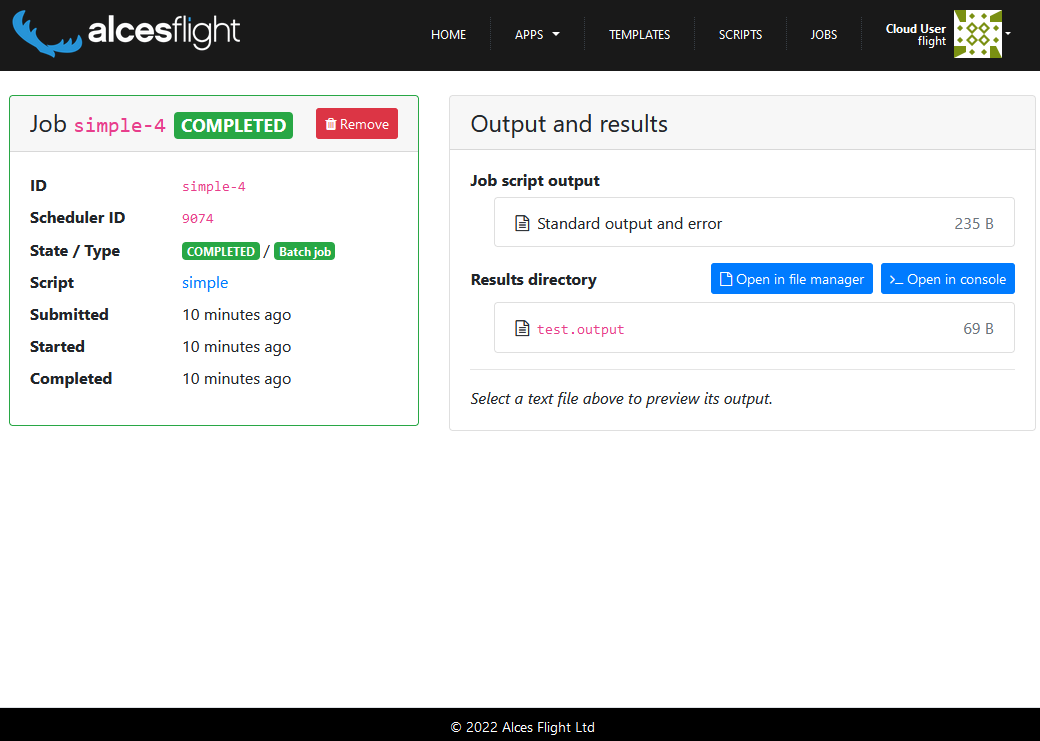 alcesflight
HOME APPS TEMPLATES SCRIPTS JOBS Cloud User
flight
Job simple-4 COMPLETED Remove
ID simple-4
Scheduler ID 9074
State / Type COMPLETED / Batch job
Script simple
Submitted 10 minutes ago
Started 10 minutes ago
Completed 10 minutes ago
Output and results
Job script output
Standard output and error 235 B
Results directory Open in file manager >_ Open in console
test.output 69 B
Select a text file above to preview its output.
© 2022 Alces Flight Ltd